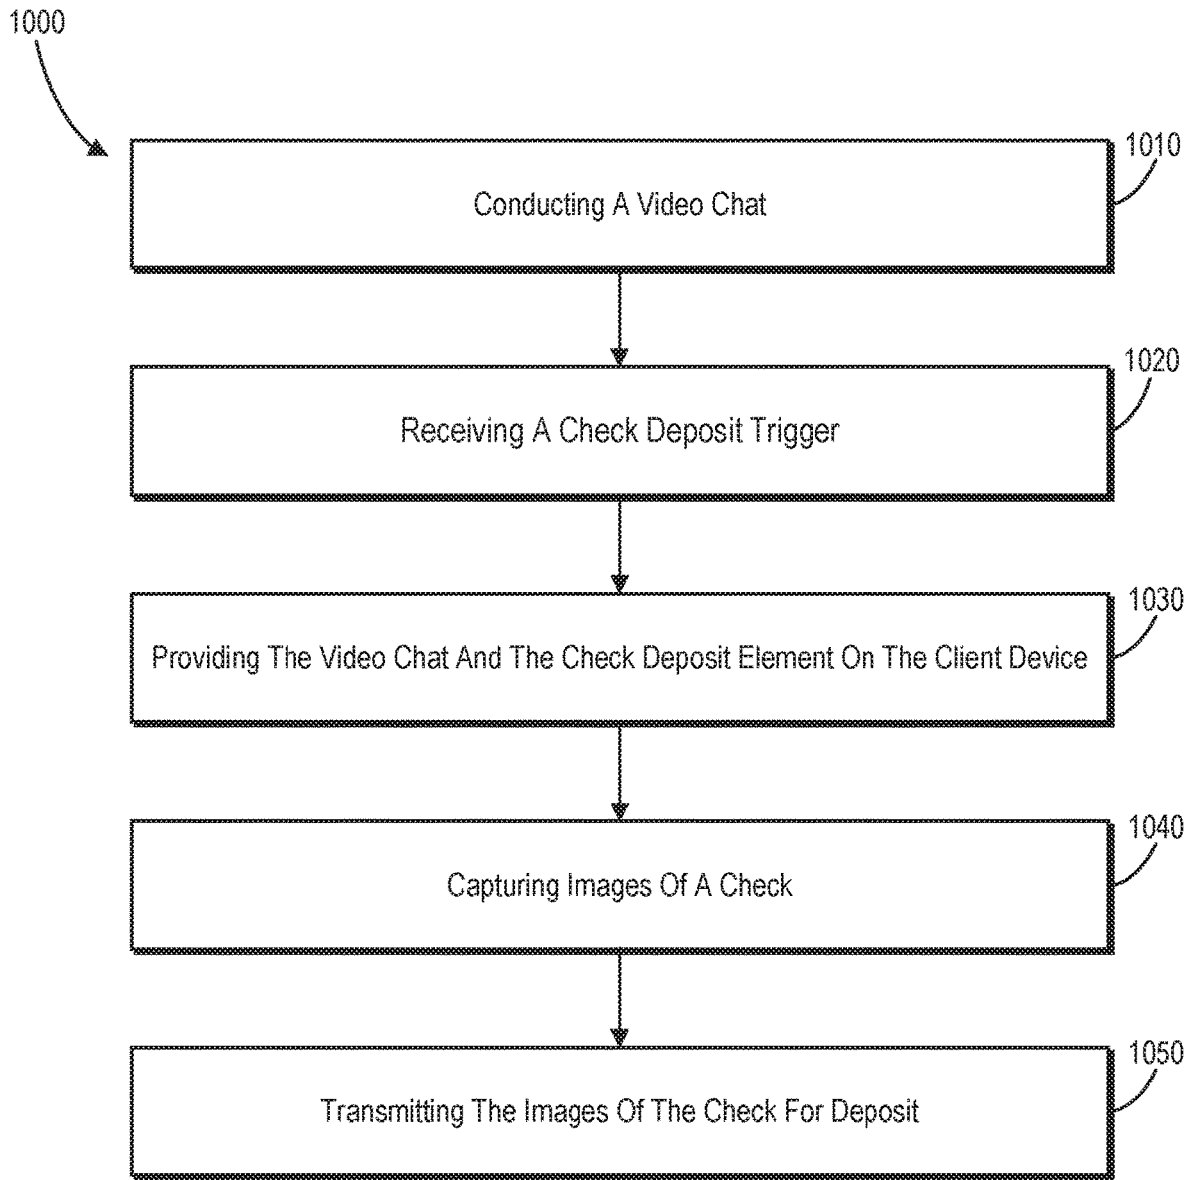 1000
1010
Conducting A Video Chat
1020
Receiving A Check Deposit Trigger
1030
Providing The Video Chat And The Check Deposit Element On The Client Device
1040
Capturing Images Of A Check
1050
Transmitting The Images Of The Check For Deposit